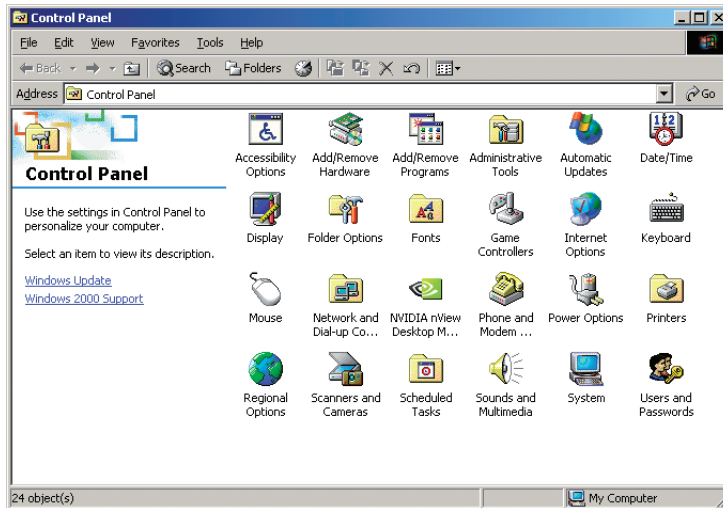 Control Panel
File Edit View Favorites Tools Help
Back Search Folders
Address Control Panel Go
Control Panel
Use the settings in Control Panel to
personalize your computer.
Select an item to view its description.
Windows Update
Windows 2000 Support
Accessibility
Options
Add/Remove
Hardware
Add/Remove
Programs
Administrative
Tools
Automatic
Updates
Date/Time
Display
Folder Options
Fonts
Game
Controllers
Internet
Options
Keyboard
Mouse
Network and
Dial-up Co...
NVIDIA nView
Desktop M...
Phone and
Modem ...
Power Options
Printers
Regional
Options
Scanners and
Cameras
Scheduled
Tasks
Sounds and
Multimedia
System
Users and
Passwords
24 object(s) My Computer